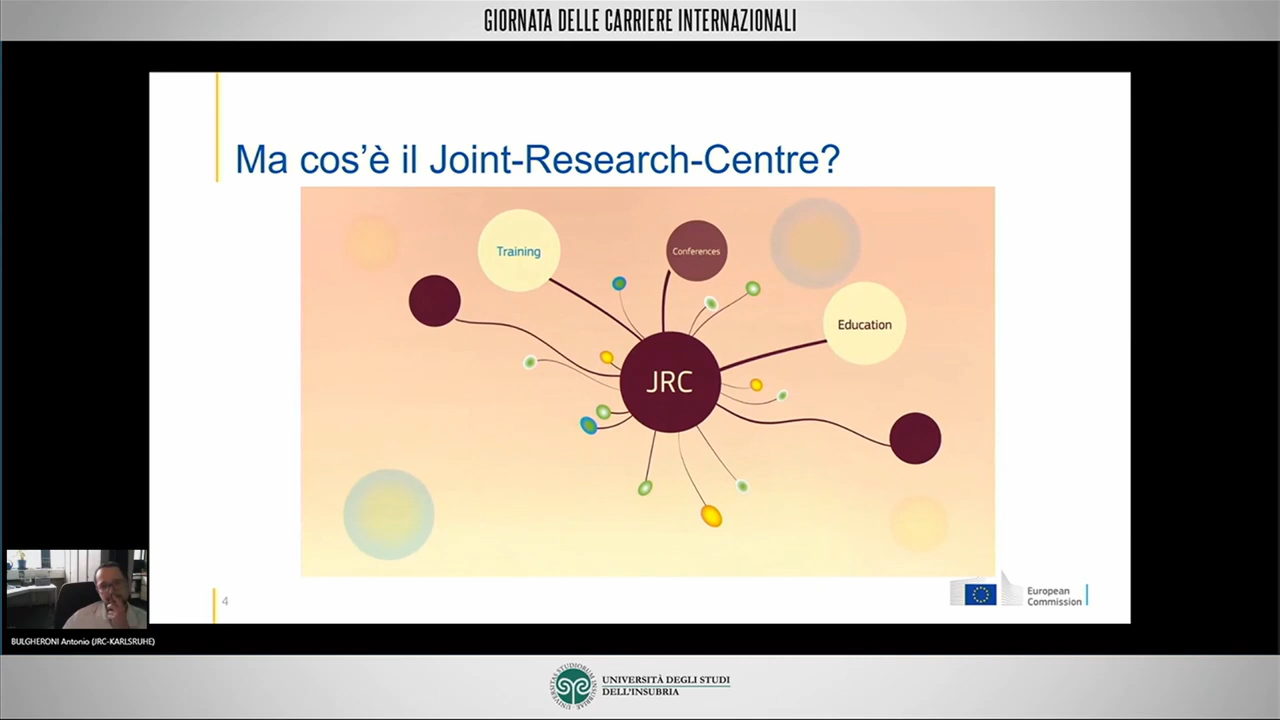 GIORNATA DELLE CARRIERE INTERNAZIONALI
Ma cos'è il Joint-Research-Centre?
Training
Conferences
Education
JRC
4
European
Commission
BULGHERONI Antonio (JRC-KARLSRUHE)
UNIVERSITÀ DEGLI STUDI
DELL'INSUBRIA